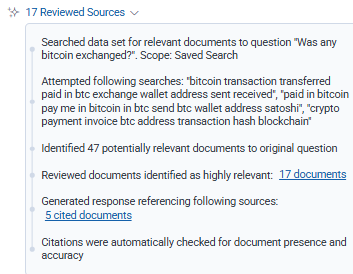 17 Reviewed Sources
Searched data set for relevant documents to question "Was any
bitcoin exchanged?". Scope: Saved Search
Attempted following searches: "bitcoin transaction transferred
paid in btc exchange wallet address sent received", "paid in bitcoin
pay me in bitcoin in btc send btc wallet address satoshi", "crypto
payment invoice btc address transaction hash blockchain"
Identified 47 potentially relevant documents to original question
Reviewed documents identified as highly relevant: 17 documents
Generated response referencing following sources:
5 cited documents
Citations were automatically checked for document presence and
accuracy